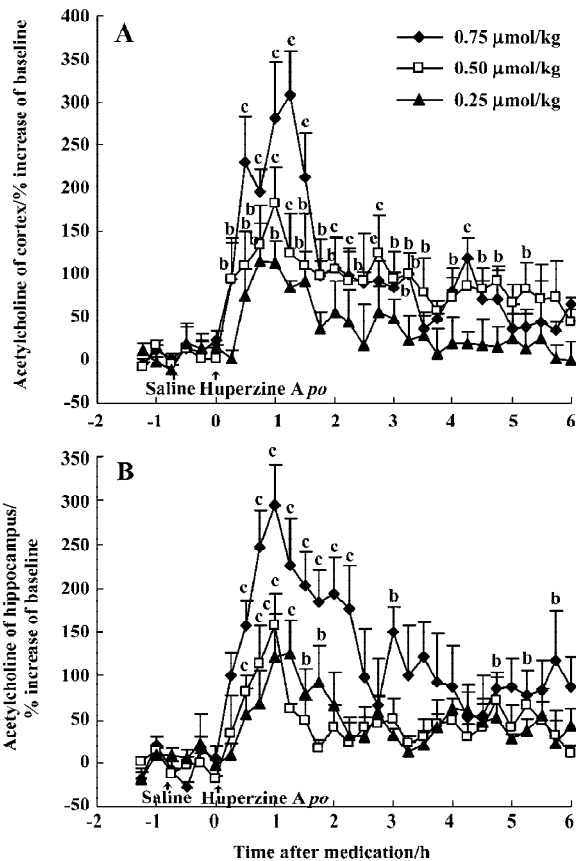 A
0.75 µmol/kg
0.50 µmol/kg
0.25 µmol/kg
Acetylcholine of cortex/% increase of baseline
400
350
300
250
200
150
100
50
0
-50
c c
c
c
c
c
b
b
b
b
b
b
c
b
b
c
b
b
b
c
b
b
b
b
b
c
b
b
b
Saline Huperzine A po
-2 -1 0 1 2 3 4 5 6
B
Acetylcholine of hippocampus/
% increase of baseline
350
300
250
200
150
100
50
0
-50
c
c
c
c
c
c
c
c
c
c
c
c
b
b
b
b
b
b
Saline Huperzine A po
-2 -1 0 1 2 3 4 5 6
Time after medication/h